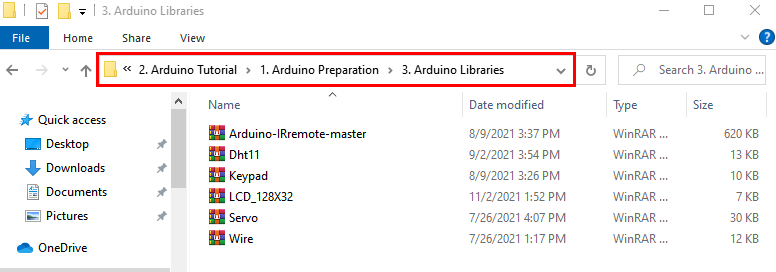 3. Arduino Libraries
File Home Share View
« 2. Arduino Tutorial > 1. Arduino Preparation > 3. Arduino Libraries
Search 3. Arduino ...
Name Date modified Type Size
Quick access
Desktop
Downloads
Documents
Pictures
OneDrive
Arduino-IRremote-master 8/9/2021 3:37 PM WinRAR ... 620 KB
Dht11 9/2/2021 3:54 PM WinRAR ... 13 KB
Keypad 8/9/2021 3:26 PM WinRAR ... 10 KB
LCD_128X32 11/2/2021 1:52 PM WinRAR ... 7 KB
Servo 7/26/2021 4:07 PM WinRAR ... 30 KB
Wire 7/26/2021 1:17 PM WinRAR ... 12 KB